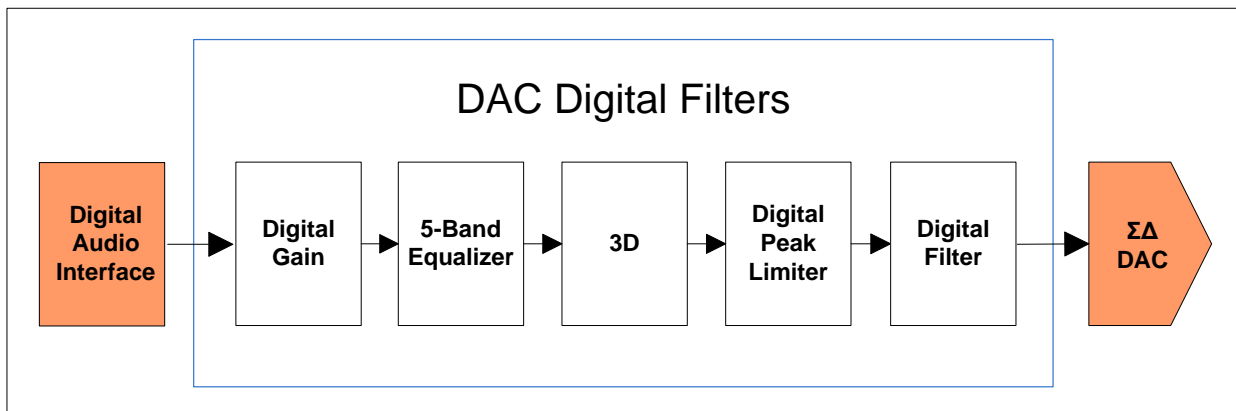 DAC Digital Filters
Digital
Audio
Interface
Digital
Gain
5-Band
Equalizer
3D
Digital
Peak
Limiter
Digital
Filter
ΣΔ
DAC